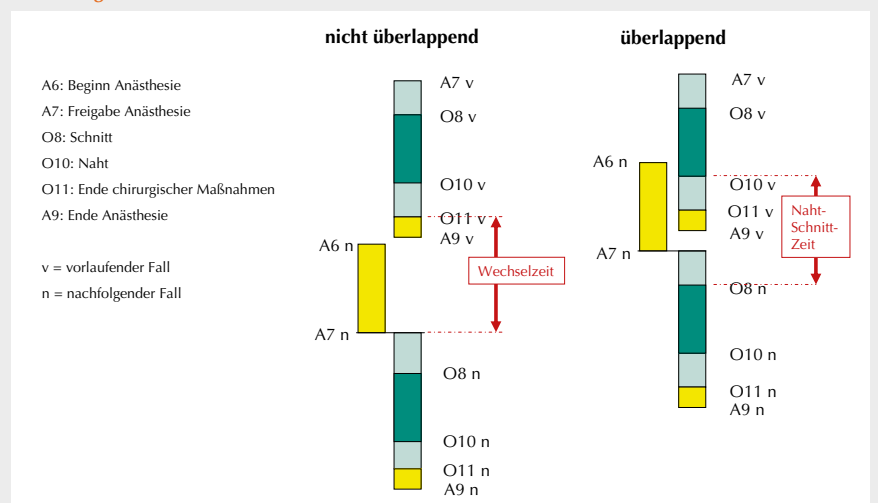 nicht überlappend
A6: Beginn Anästhesie
A7: Freigabe Anästhesie
O8: Schnitt
O10: Naht
O11: Ende chirurgischer Maßnahmen
A9: Ende Anästhesie
v = vorlaufender Fall
n = nachfolgender Fall
A7 v
O8 v
O10 v
O11 v
A9 v
A6 n
Wechselzeit
A7 n
O8 n
O10 n
O11 n
A9 n
überlappend
A7 v
O8 v
A6 n
O10 v
O11 v
A9 v
Naht-
Schnitt-
Zeit
A7 n
O8 n
O10 n
O11 n
A9 n